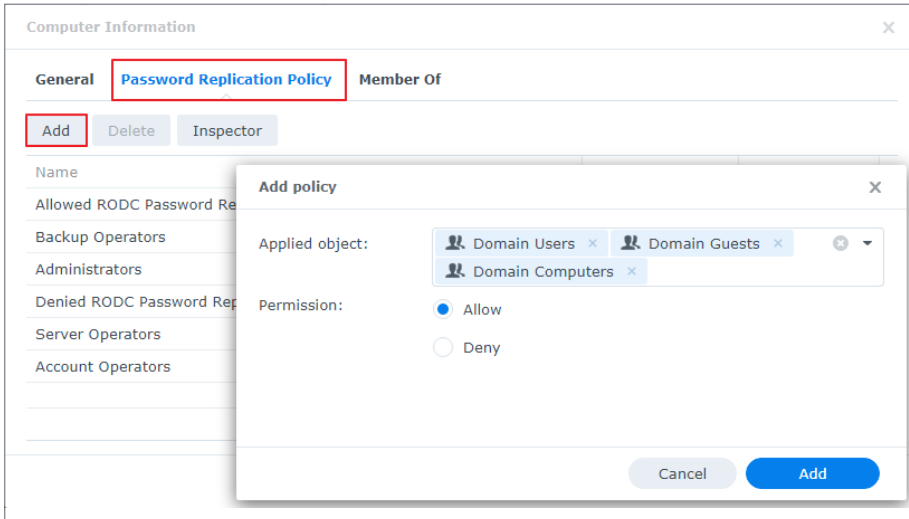 Computer Information
General Password Replication Policy Member Of
Add Delete Inspector
Name
Allowed RODC Password Re
Backup Operators
Administrators
Denied RODC Password Rep
Server Operators
Account Operators
Add policy
Applied object: Domain Users Domain Guests
Domain Computers
Permission: Allow
Deny
Cancel Add